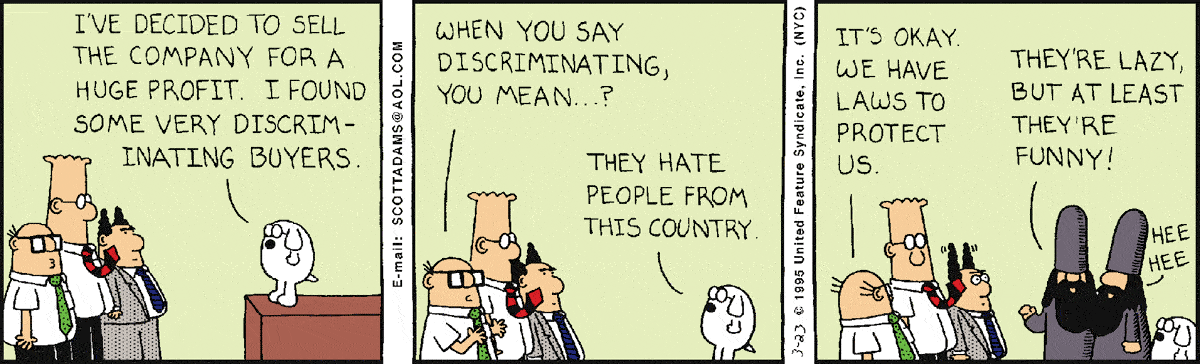 I'VE DECIDED TO SELL
THE COMPANY FOR A
HUGE PROFIT. I FOUND
SOME VERY DISCRIM-
INATING BUYERS.
E-mail: SCOTTADAMS@AOL.COM
WHEN YOU SAY
DISCRIMINATING,
YOU MEAN...?
THEY HATE
PEOPLE FROM
THIS COUNTRY.
3-23 © 1995 United Feature Syndicate, Inc. (NYC)
IT'S OKAY.
WE HAVE
LAWS TO
PROTECT
US.
THEY'RE LAZY,
BUT AT LEAST
THEY'RE
FUNNY!
HEE
HEE